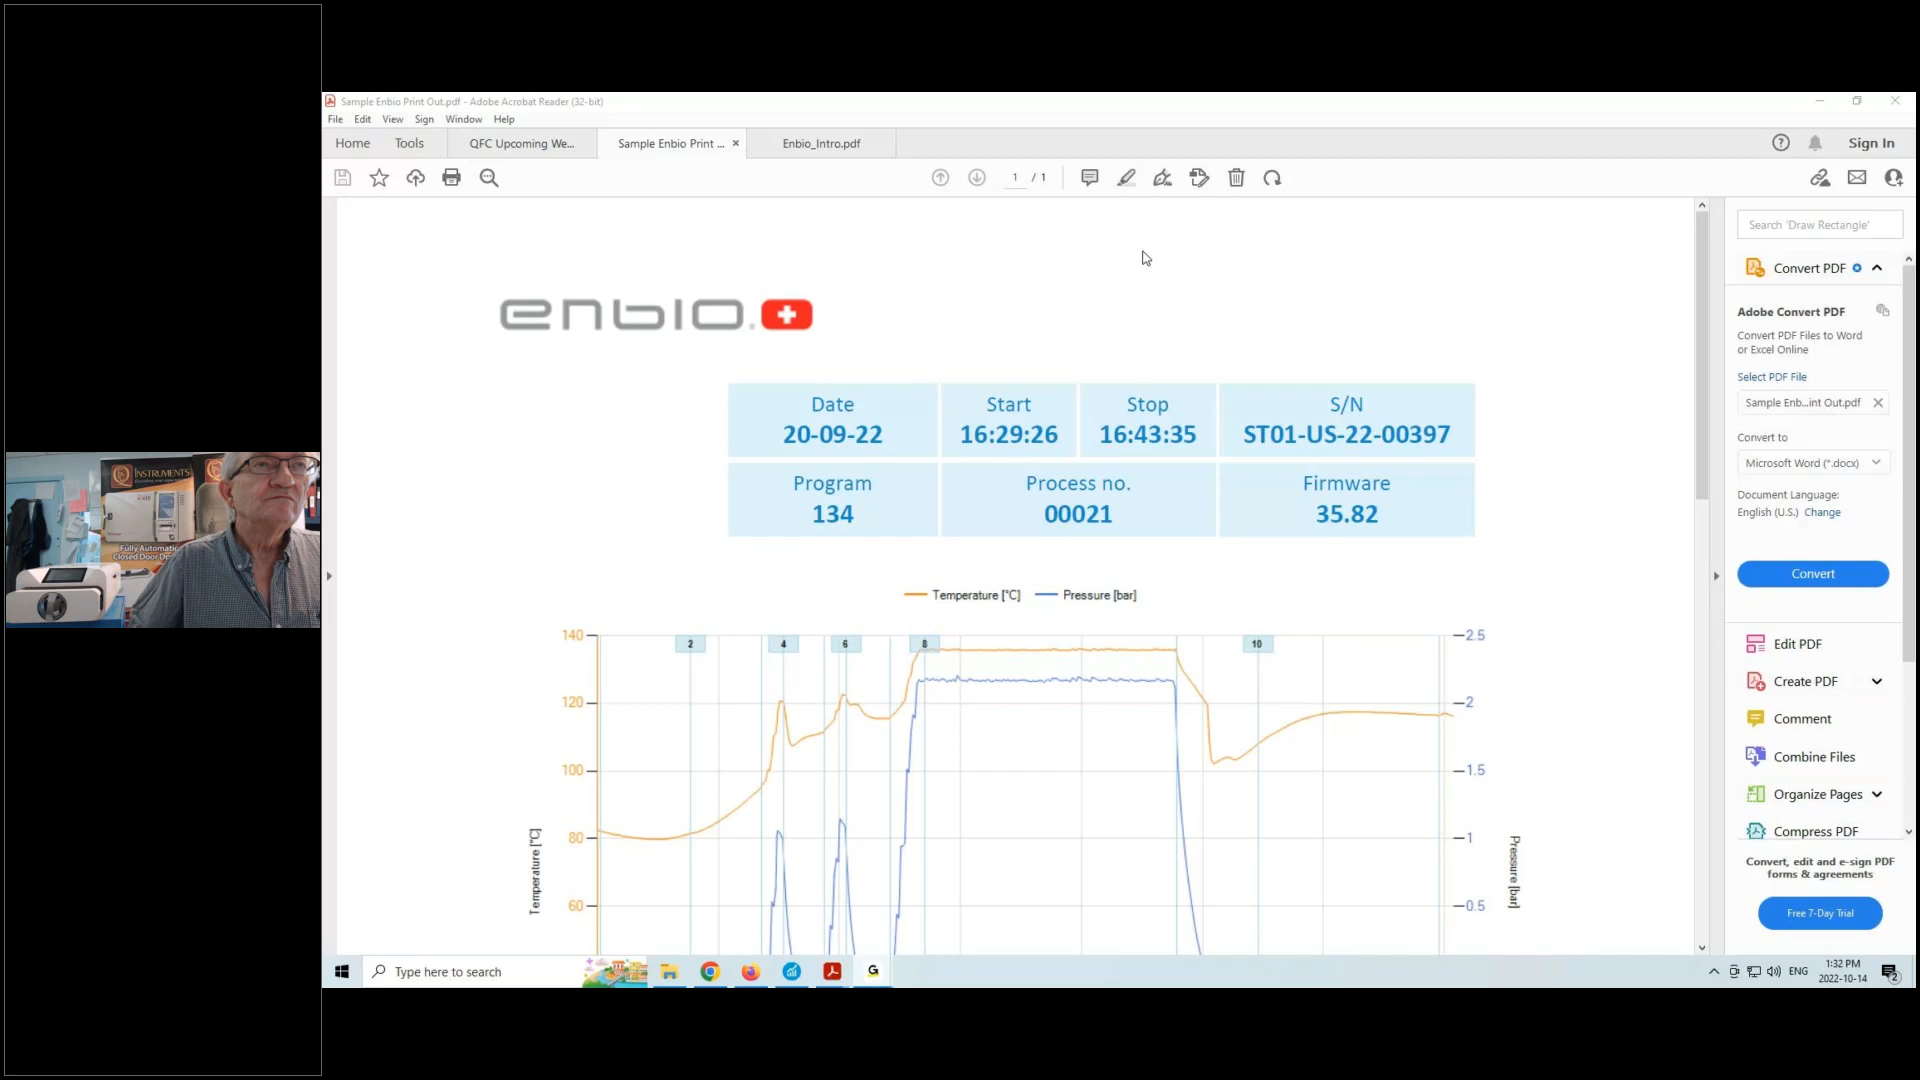 Sample Enbio Print Out.pdf - Adobe Acrobat Reader (32-bit)
File Edit View Sign Window Help
Home Tools QFC Upcoming We... Sample Enbio Print ... Enbio_Intro.pdf Sign In
1 / 1
enbio
Date Start Stop S/N
20-09-22 16:29:26 16:43:35 ST01-US-22-00397
Program Process no. Firmware
134 00021 35.82
Temperature [°C] Pressure [bar]
2 4 6 8 10
140 2.5
120 2
100 1.5
80 1
60 0.5
Temperature [°C]
Pressure [bar]
Search 'Draw Rectangle'
Convert PDF
Adobe Convert PDF
Convert PDF Files to Word
or Excel Online
Select PDF File
Sample Enb...int Out.pdf
Convert to
Microsoft Word (*.docx)
Document Language:
English (U.S.) Change
Convert
Edit PDF
Create PDF
Comment
Combine Files
Organize Pages
Compress PDF
Convert, edit and e-sign PDF
forms & agreements
Free 7-Day Trial
INSTRUMENTS
Fully Automatic
Closed Door
Type here to search
ENG
1:32 PM
2022-10-14
2